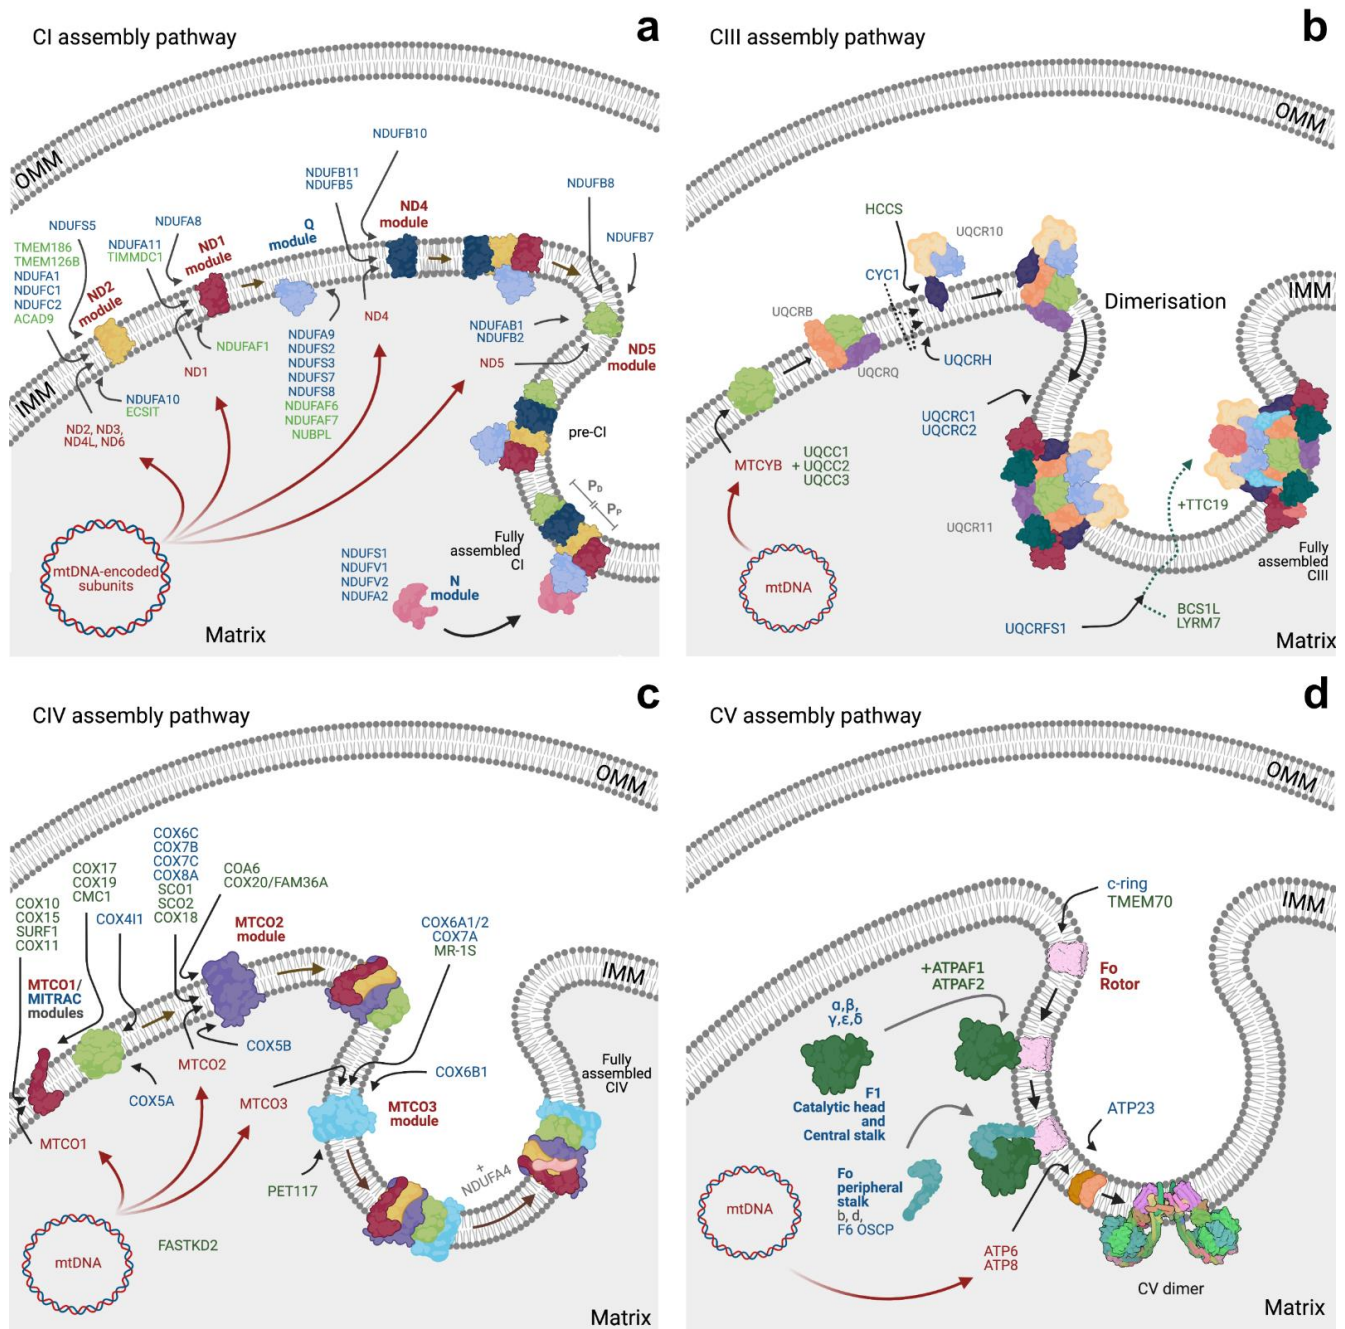 a
CI assembly pathway
OMM
NDUFB10
NDUFB11
NDUFB5
ND4
module
NDUFB8
NDUFS5
NDUFA8
NDUFB7
Q
module
ND1
module
NDUFA11
TIMMDC1
TMEM186
TMEM126B
NDUFA1
NDUFC1
NDUFC2
ACAD9
ND2
module
ND4
NDUFAB1
NDUFB2
NDUFA9
NDUFS2
NDUFS3
NDUFS7
NDUFS8
NDUFAF6
NDUFAF7
NUBPL
NDUFAF1
ND5
ND5
module
ND1
IMM
NDUFA10
ECSIT
ND2, ND3,
ND4L, ND6
pre-CI
PD
PP
Fully
assembled
CI
NDUFS1
NDUFV1
NDUFV2
NDUFA2
N
module
mtDNA-encoded
subunits
Matrix
b
CIII assembly pathway
OMM
HCCS
UQCR10
CYC1
IMM
Dimerisation
UQCRB
UQCRQ
UQCRH
UQCRC1
UQCRC2
MTCYB
+
UQCC1
UQCC2
UQCC3
+TTC19
UQCR11
Fully
assembled
CIII
mtDNA
UQCRFS1
BCS1L
LYRM7
Matrix
c
CIV assembly pathway
OMM
COX6C
COX7B
COX7C
COX8A
SCO1
SCO2
COX18
COX17
COX19
CMC1
COA6
COX20/FAM36A
COX10
COX15
SURF1
COX11
COX4I1
MTCO2
module
COX6A1/2
COX7A
MR-1S
IMM
MTCO1/
MITRAC
modules
COX5B
MTCO2
Fully
assembled
CIV
COX6B1
COX5A
MTCO3
MTCO3
module
MTCO1
PET117
+
NDUFA4
FASTKD2
mtDNA
Matrix
d
CV assembly pathway
OMM
c-ring
TMEM70
IMM
+ATPAF1
ATPAF2
Fo
Rotor
α,β,
γ,ε,δ
F1
Catalytic head
and
Central stalk
ATP23
Fo
peripheral
stalk
b, d,
F6 OSCP
mtDNA
ATP6
ATP8
CV dimer
Matrix